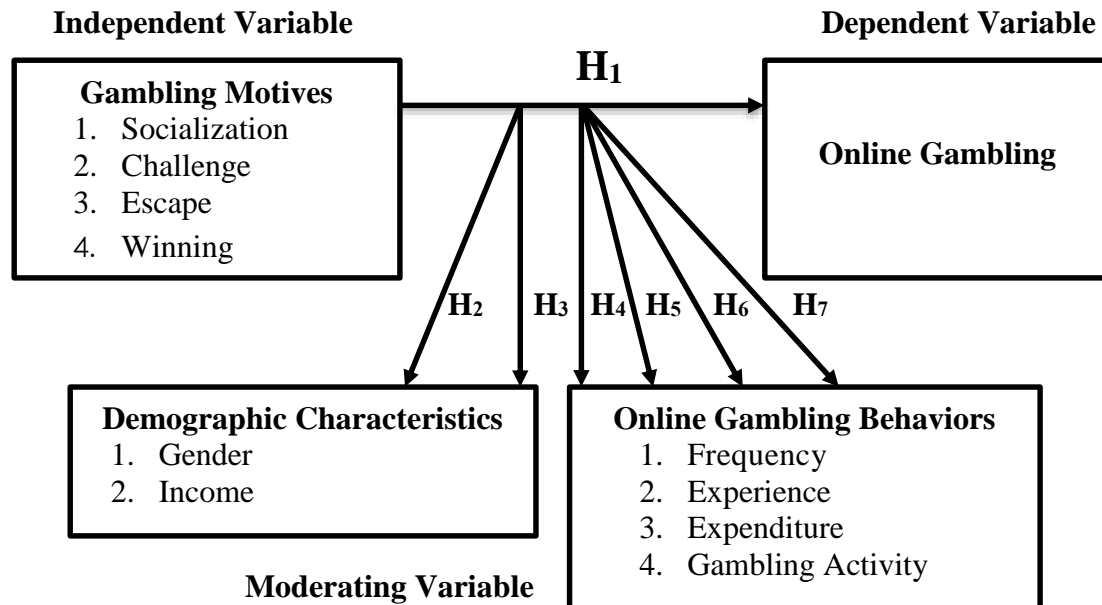 Independent Variable
Dependent Variable
H₁
Gambling Motives
1. Socialization
2. Challenge
3. Escape
4. Winning
Online Gambling
H₂ H₃ H₄ H₅ H₆ H₇
Demographic Characteristics
1. Gender
2. Income
Online Gambling Behaviors
1. Frequency
2. Experience
3. Expenditure
4. Gambling Activity
Moderating Variable